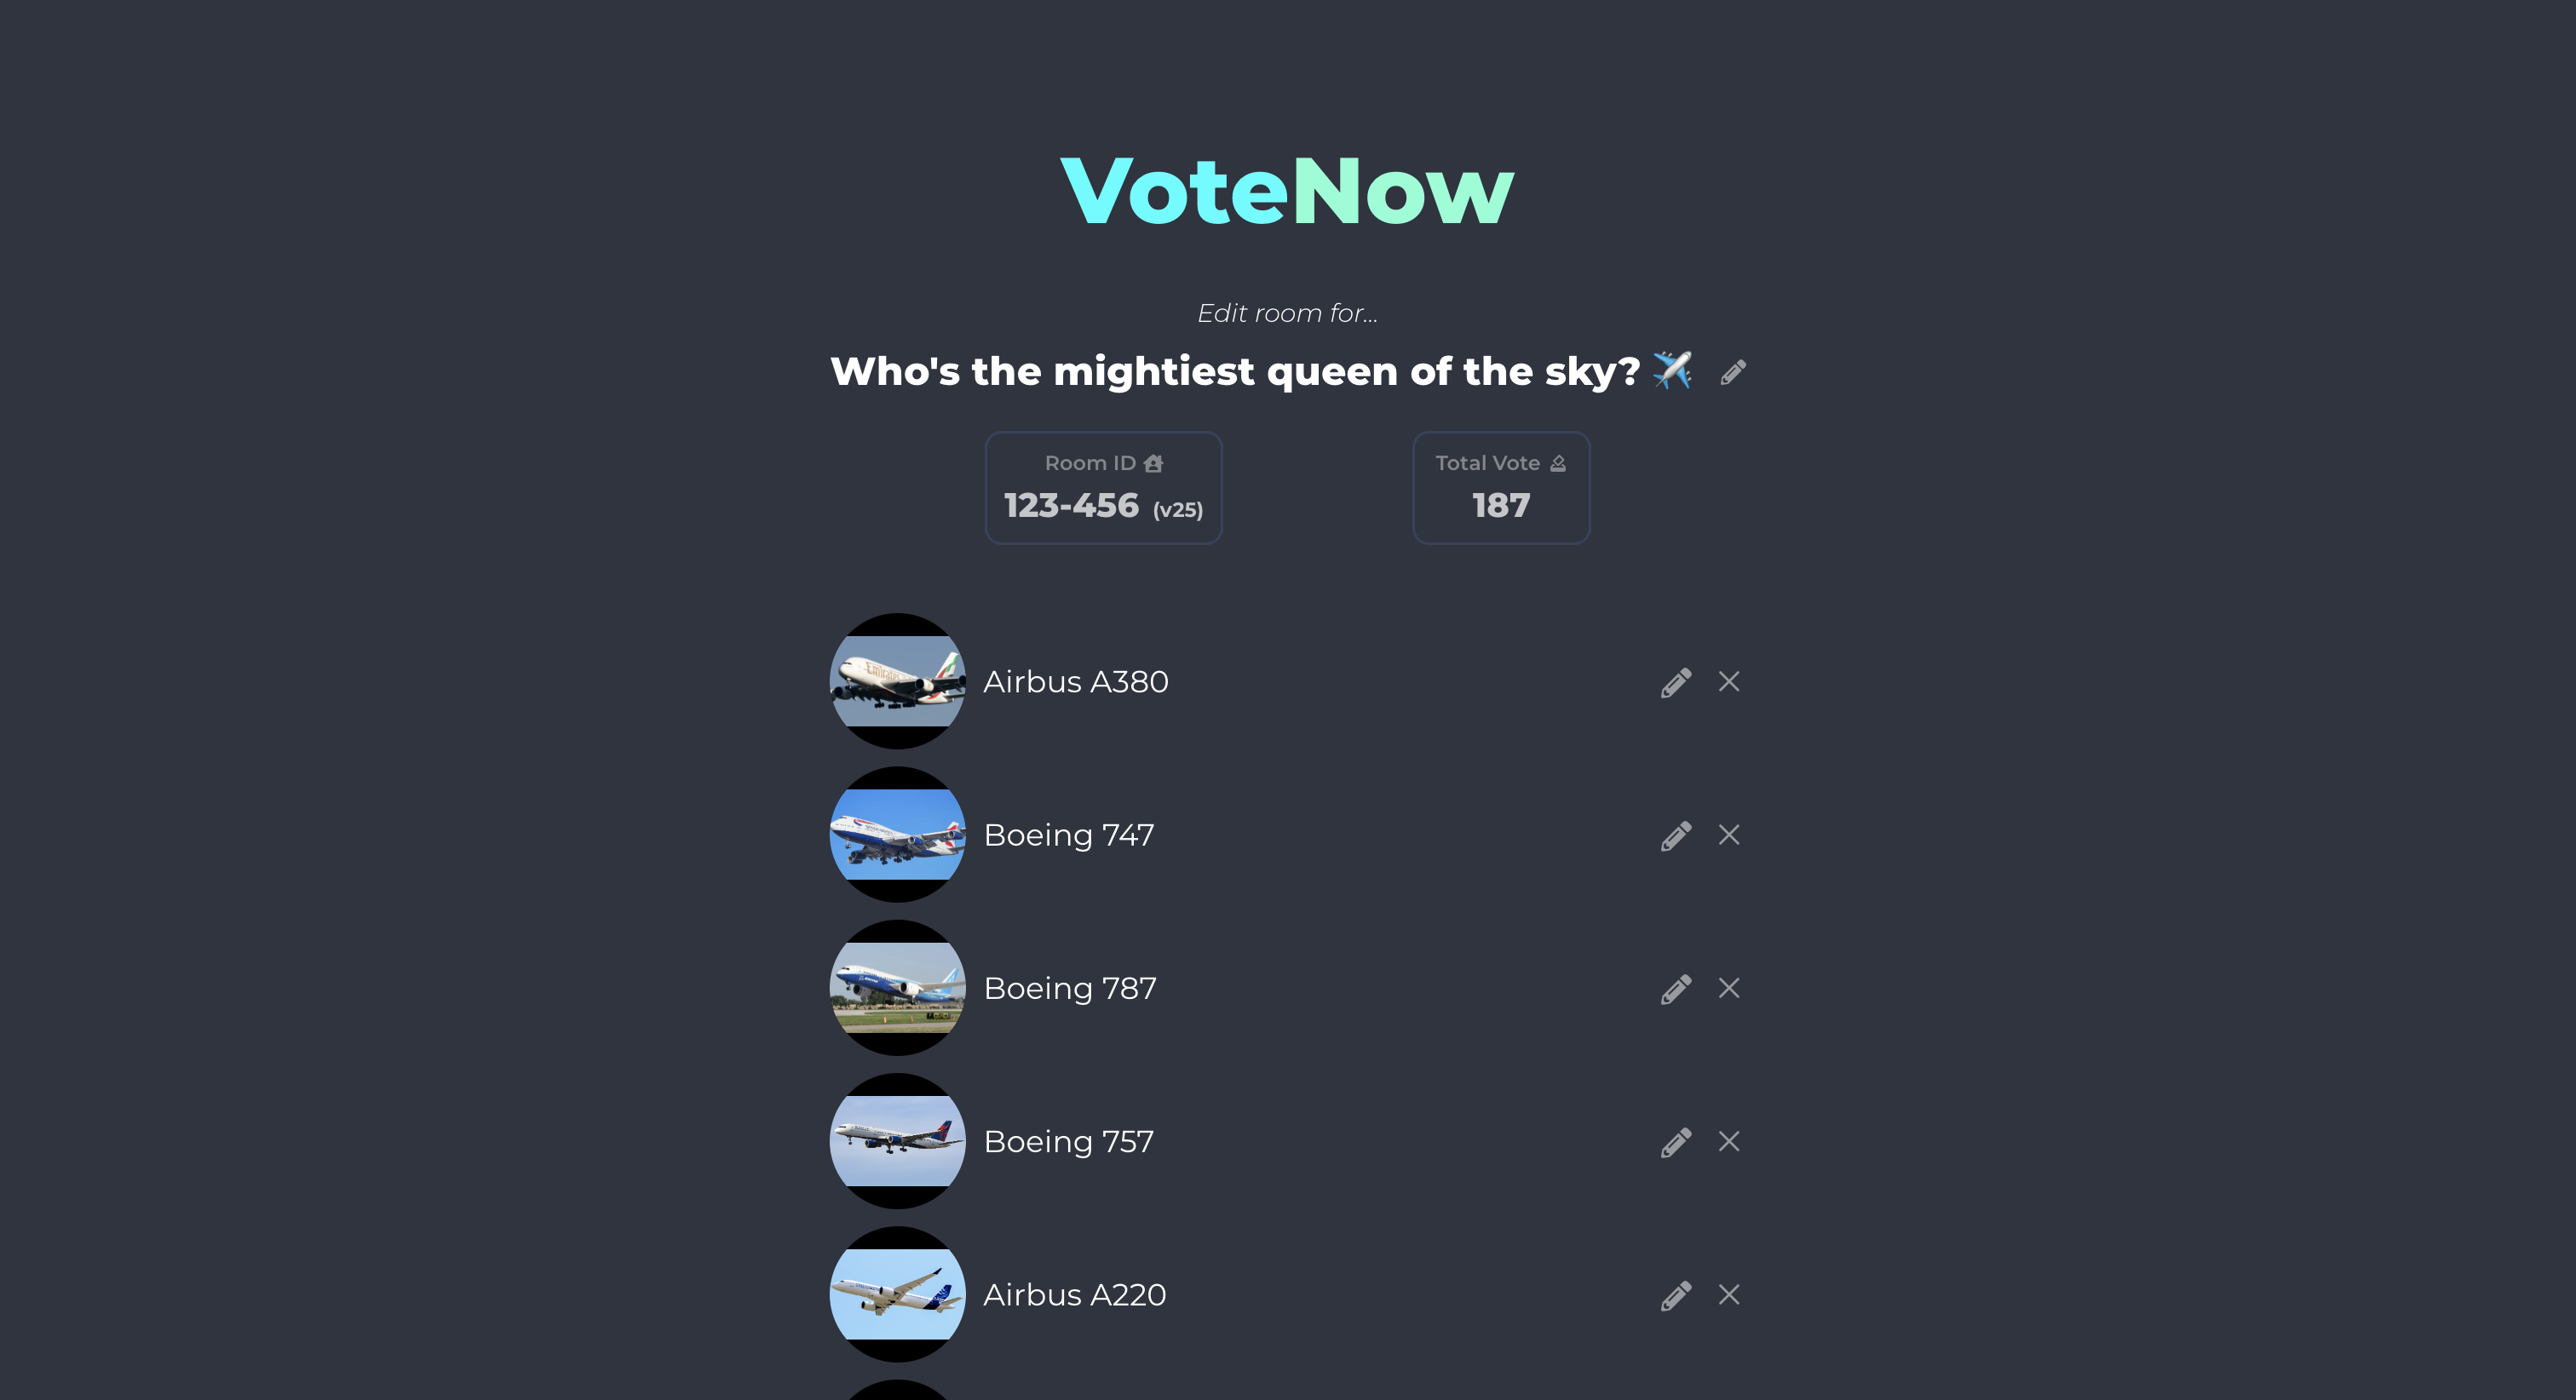 VoteNow
Edit room for...
Who's the mightiest queen of the sky? ✈️
Room ID
123-456 (v25)
Total Vote
187
Airbus A380
Boeing 747
Boeing 787
Boeing 757
Airbus A220